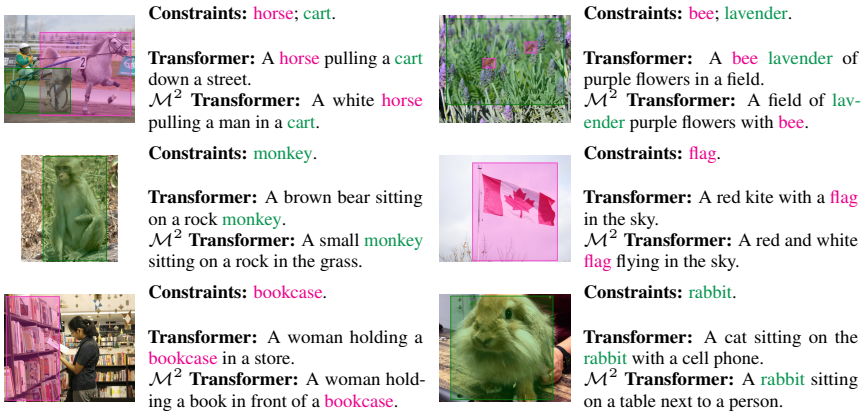 Constraints: horse; cart.
Transformer: A horse pulling a cart
down a street.
M² Transformer: A white horse
pulling a man in a cart.
2
Constraints: bee; lavender.
Transformer: A bee lavender of
purple flowers in a field.
M² Transformer: A field of lav-
ender purple flowers with bee.
Constraints: monkey.
Transformer: A brown bear sitting
on a rock monkey.
M² Transformer: A small monkey
sitting on a rock in the grass.
Constraints: flag.
Transformer: A red kite with a flag
in the sky.
M² Transformer: A red and white
flag flying in the sky.
Constraints: bookcase.
Transformer: A woman holding a
bookcase in a store.
M² Transformer: A woman hold-
ing a book in front of a bookcase.
Constraints: rabbit.
Transformer: A cat sitting on the
rabbit with a cell phone.
M² Transformer: A rabbit sitting
on a table next to a person.